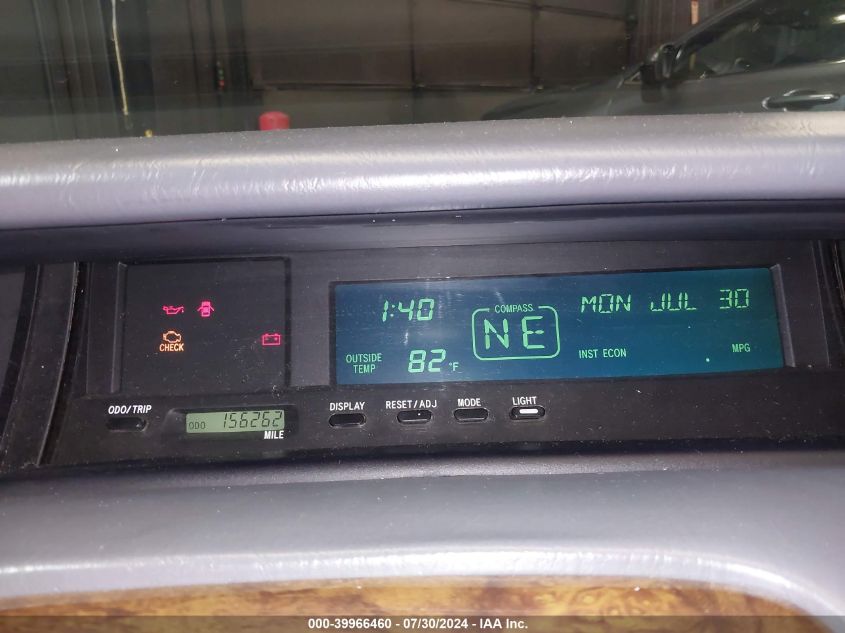 1:40
COMPASS
NE
MON JUL 30
OUTSIDE TEMP 82°F
INST ECON . MPG
CHECK
ODO/TRIP
ODO 156262
MILE
DISPLAY RESET/ADJ MODE LIGHT
000-39966460 - 07/30/2024 - IAA Inc.